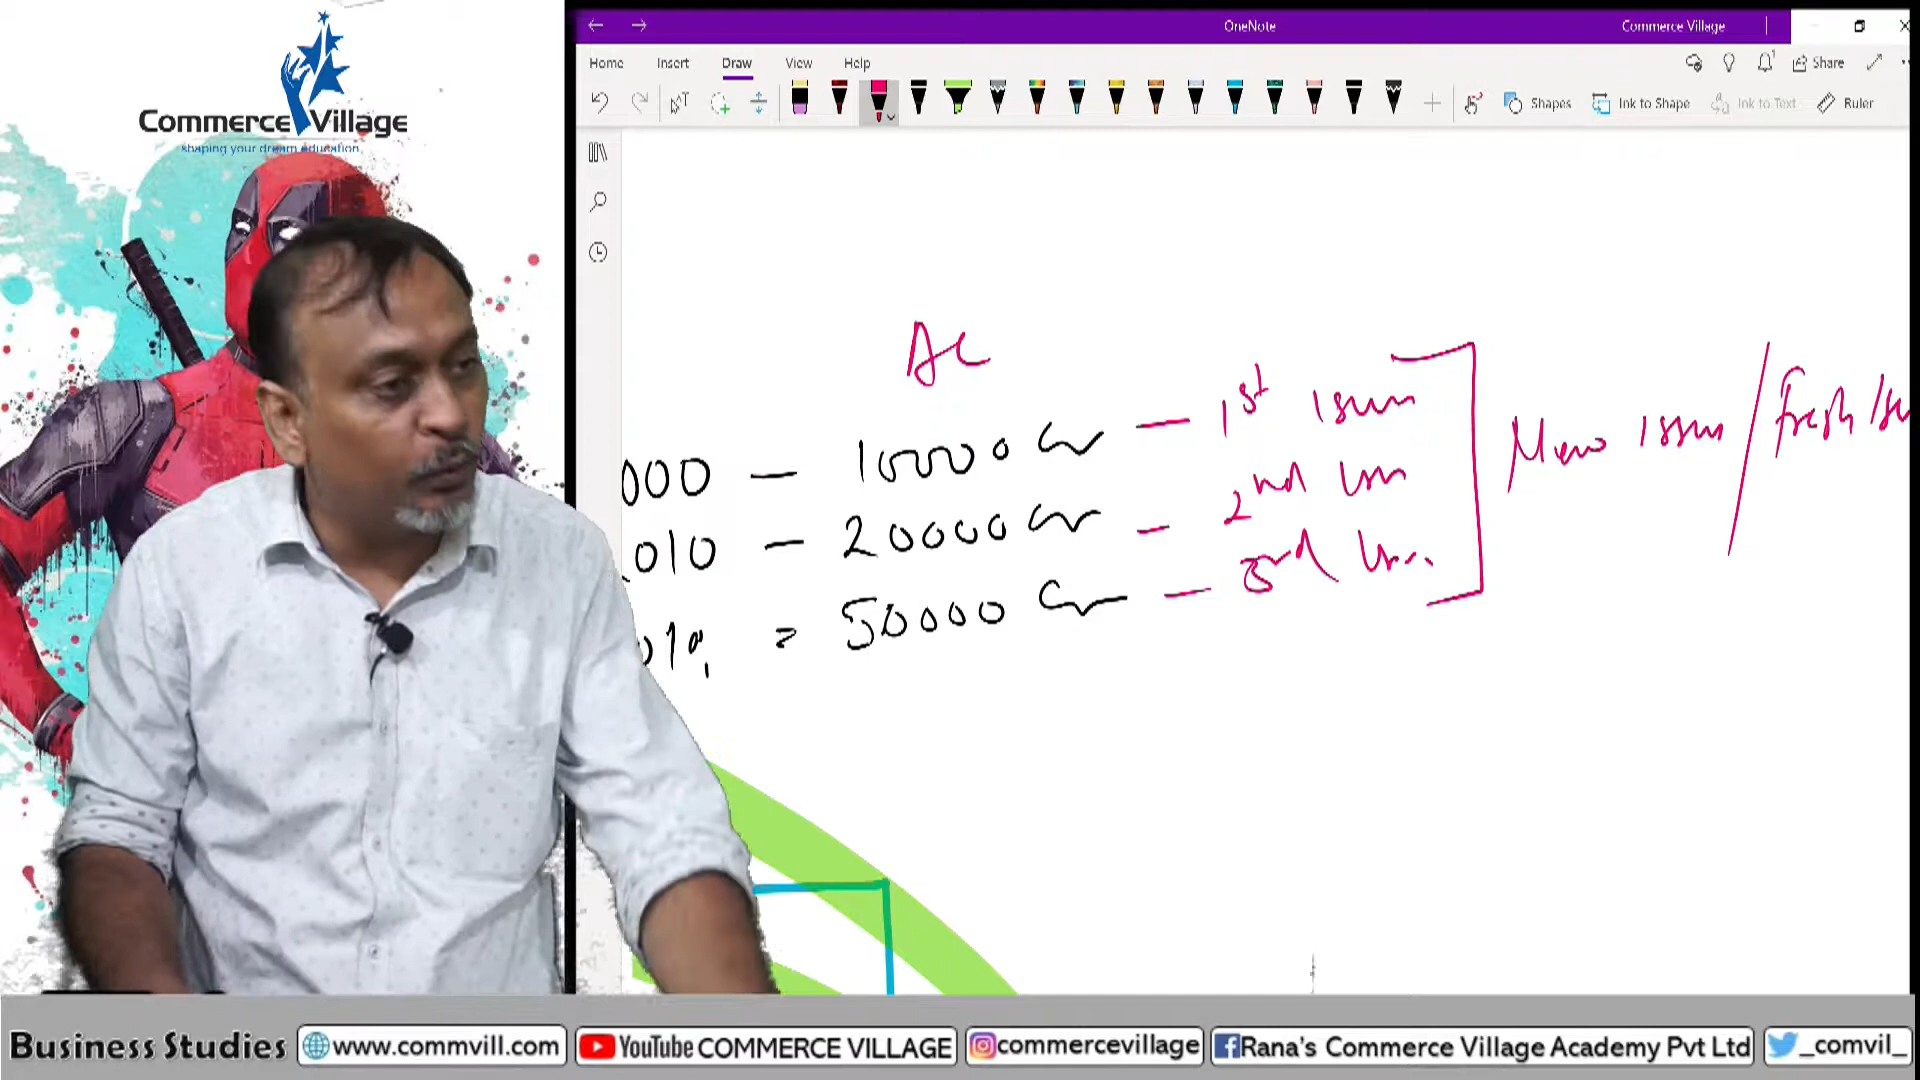 Commerce Village
shaping your dream education
OneNote
Commerce Village
Home Insert Draw View Help
Share
Shapes
Ink to Shape
Ink to Text
Ruler
AC
000 - 10000 Cr - 1st Issue
010 - 20000 Cr - 2nd Issue
= 50000 Cr - 3rd Issue
New Issue / Fresh /
Business Studies
www.commvill.com
YouTube COMMERCE VILLAGE
commercevillage
Rana's Commerce Village Academy Pvt Ltd
_comvil_